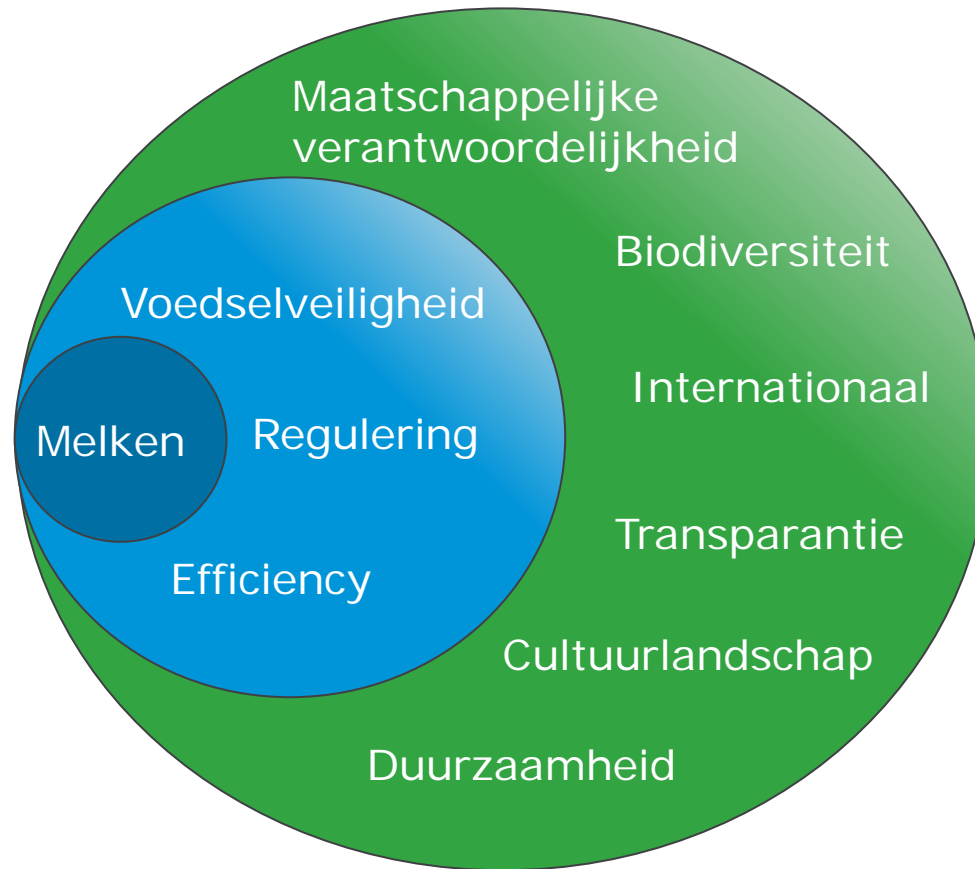 Maatschappelijke
verantwoordelijkheid
Biodiversiteit
Voedselveiligheid
Internationaal
Melken
Regulering
Transparantie
Efficiency
Cultuurlandschap
Duurzaamheid